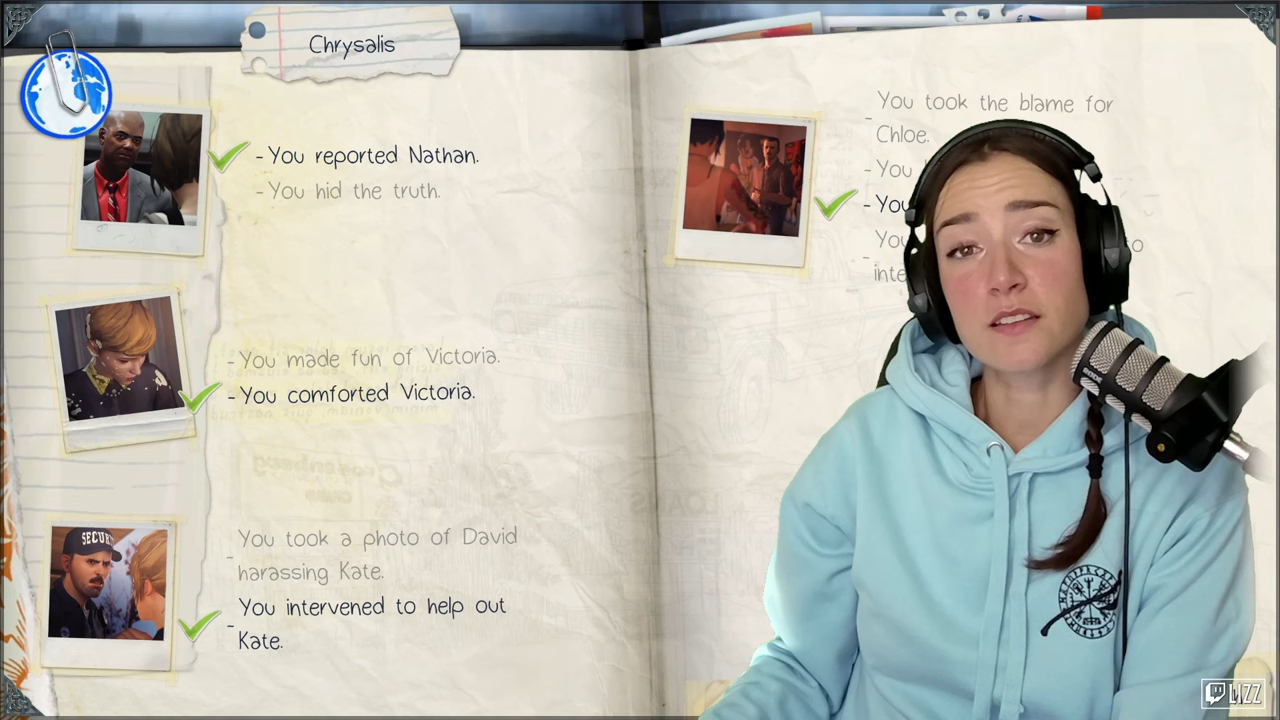 Chrysalis
- You reported Nathan.
- You hid the truth.
- You made fun of Victoria.
- You comforted Victoria.
You took a photo of David
- harassing Kate.
You intervened to help out
- Kate.
You took the blame for
- Chloe.
- You
- You
You
- inte
SECURI
LIZZ